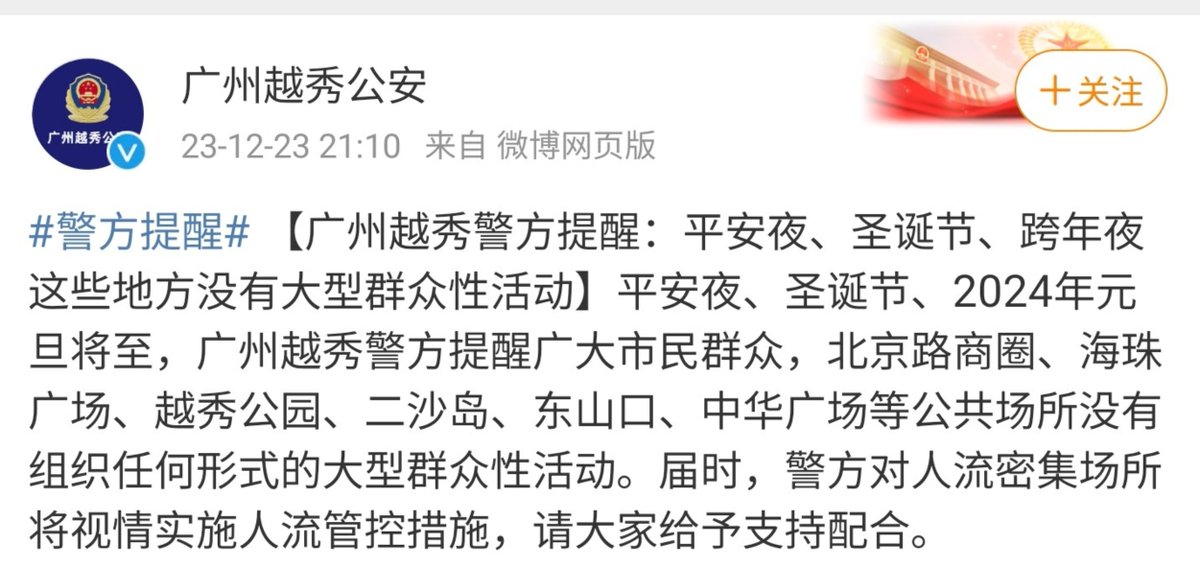 广州越秀公安
23-12-23 21:10 来自 微博网页版
+关注
广州越秀公
#警方提醒# 【广州越秀警方提醒：平安夜、圣诞节、跨年夜
这些地方没有大型群众性活动】平安夜、圣诞节、2024年元
旦将至，广州越秀警方提醒广大市民群众，北京路商圈、海珠
广场、越秀公园、二沙岛、东山口、中华广场等公共场所没有
组织任何形式的大型群众性活动。届时，警方对人流密集场所
将视情实施人流管控措施，请大家给予支持配合。